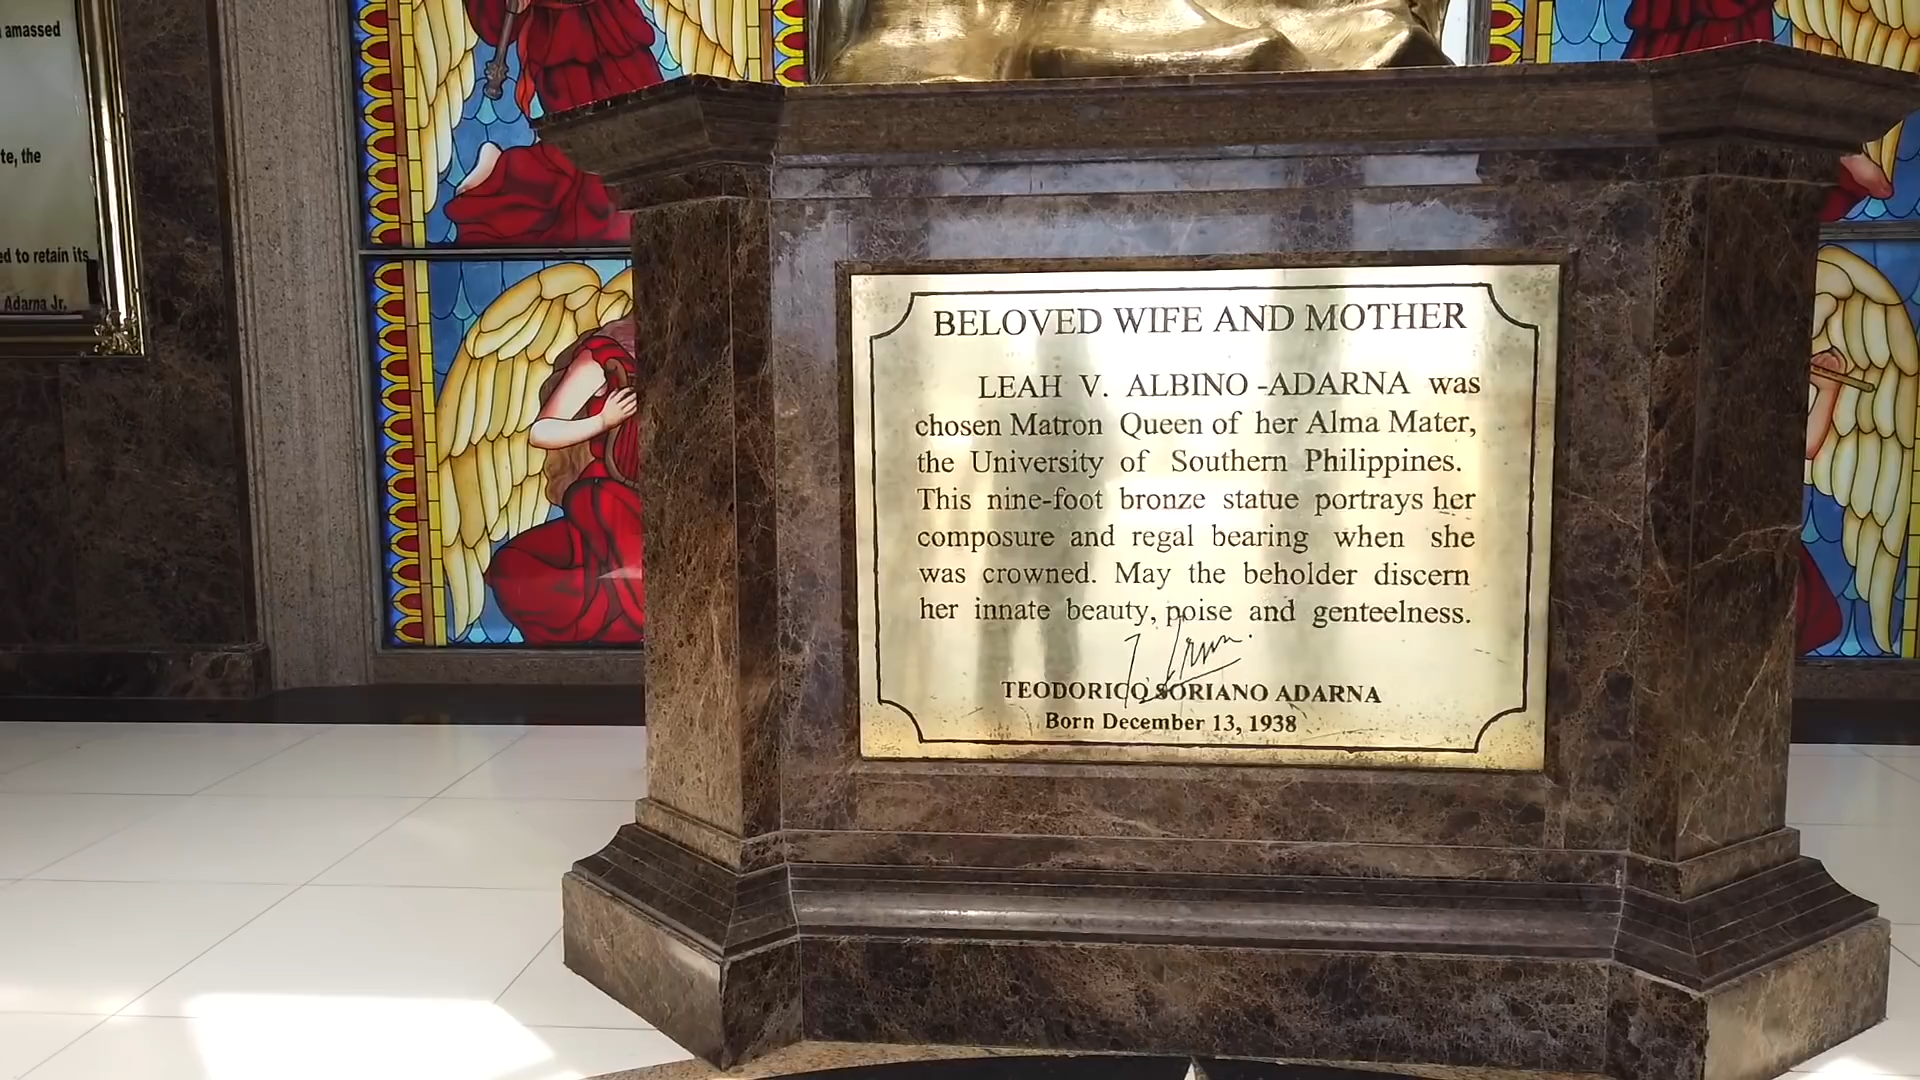 amassed
te, the
ed to retain its
Adarna Jr.
BELOVED WIFE AND MOTHER
LEAH V. ALBINO -ADARNA was
chosen Matron Queen of her Alma Mater,
the University of Southern Philippines.
This nine-foot bronze statue portrays her
composure and regal bearing when she
was crowned. May the beholder discern
her innate beauty, poise and genteelness.
TEODORICO SORIANO ADARNA
Born December 13, 1938